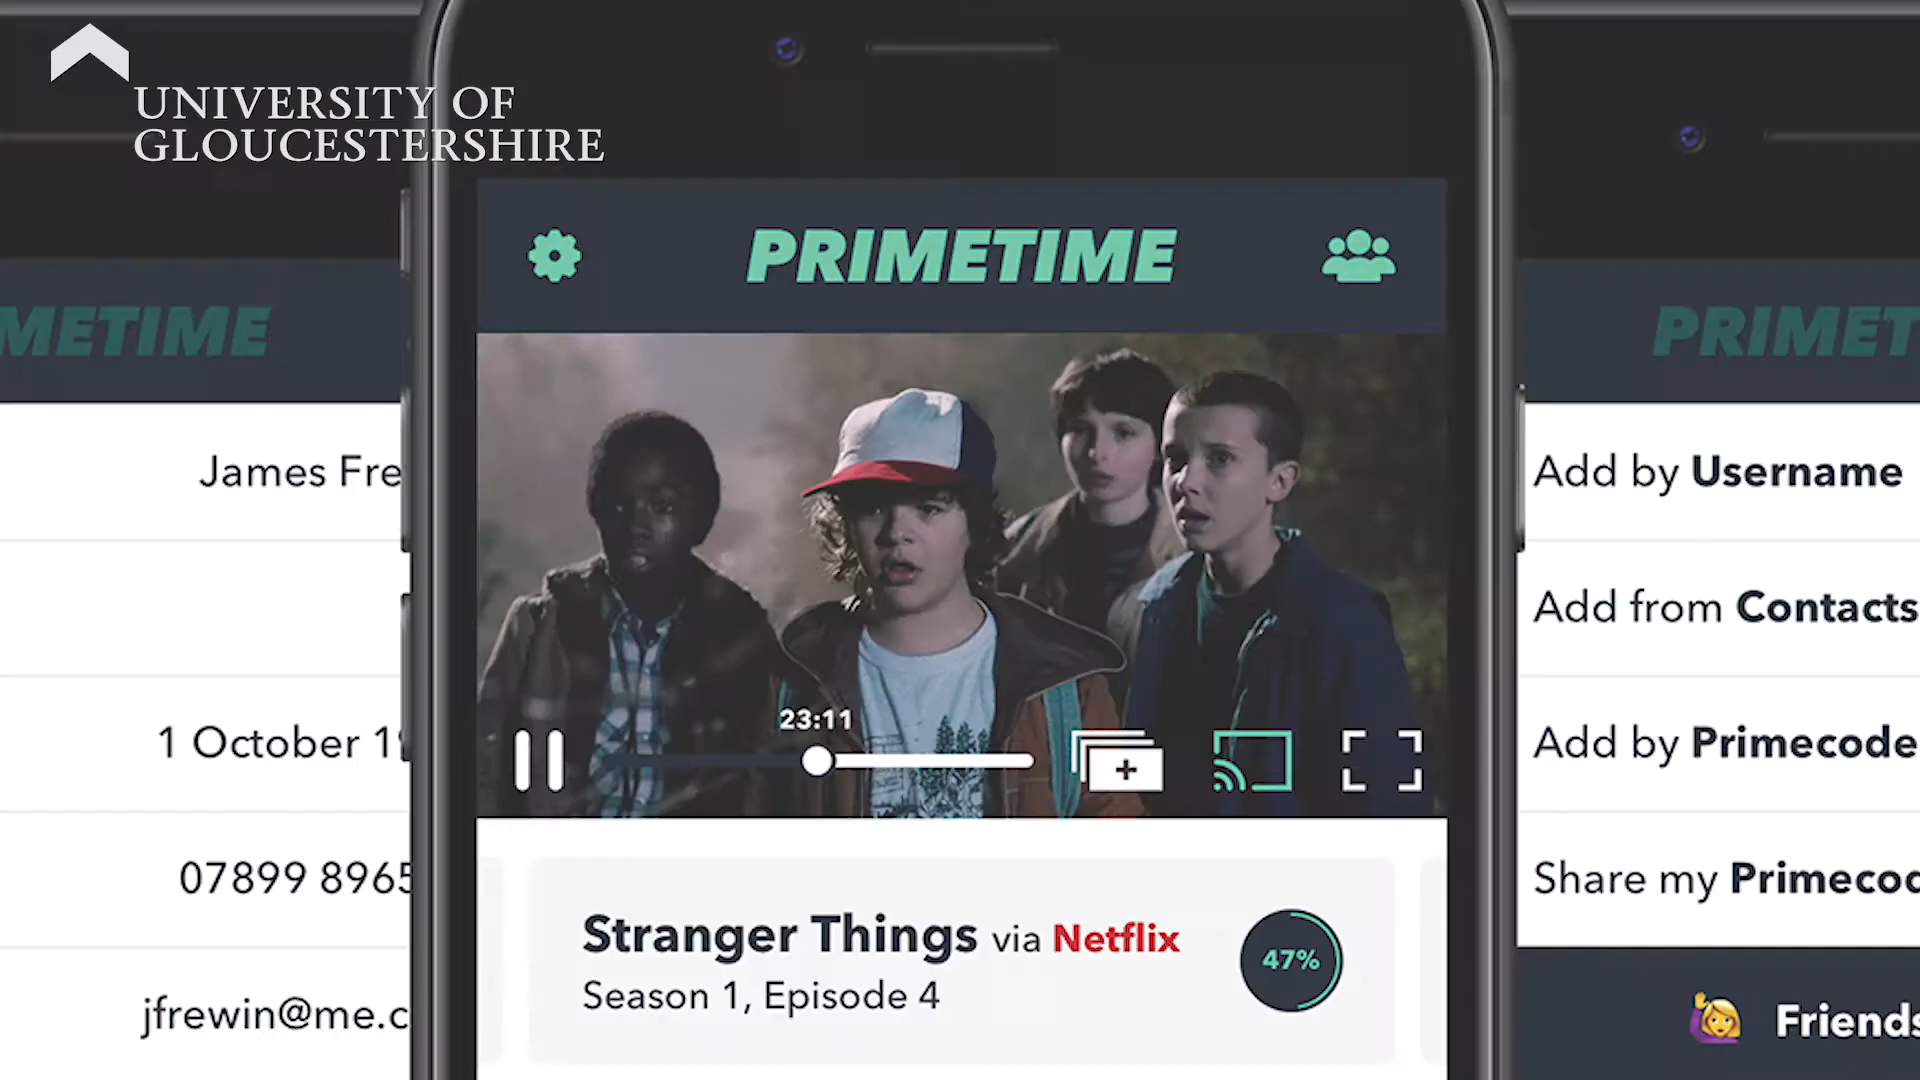 UNIVERSITY OF
GLOUCESTERSHIRE
PRIMETIME
METIME
PRIMET
James Fre
1 October 1
07899 8965
jfrewin@me.c
23:11
Stranger Things via Netflix
47%
Season 1, Episode 4
Add by Username
Add from Contacts
Add by Primecode
Share my Primecod
Friends